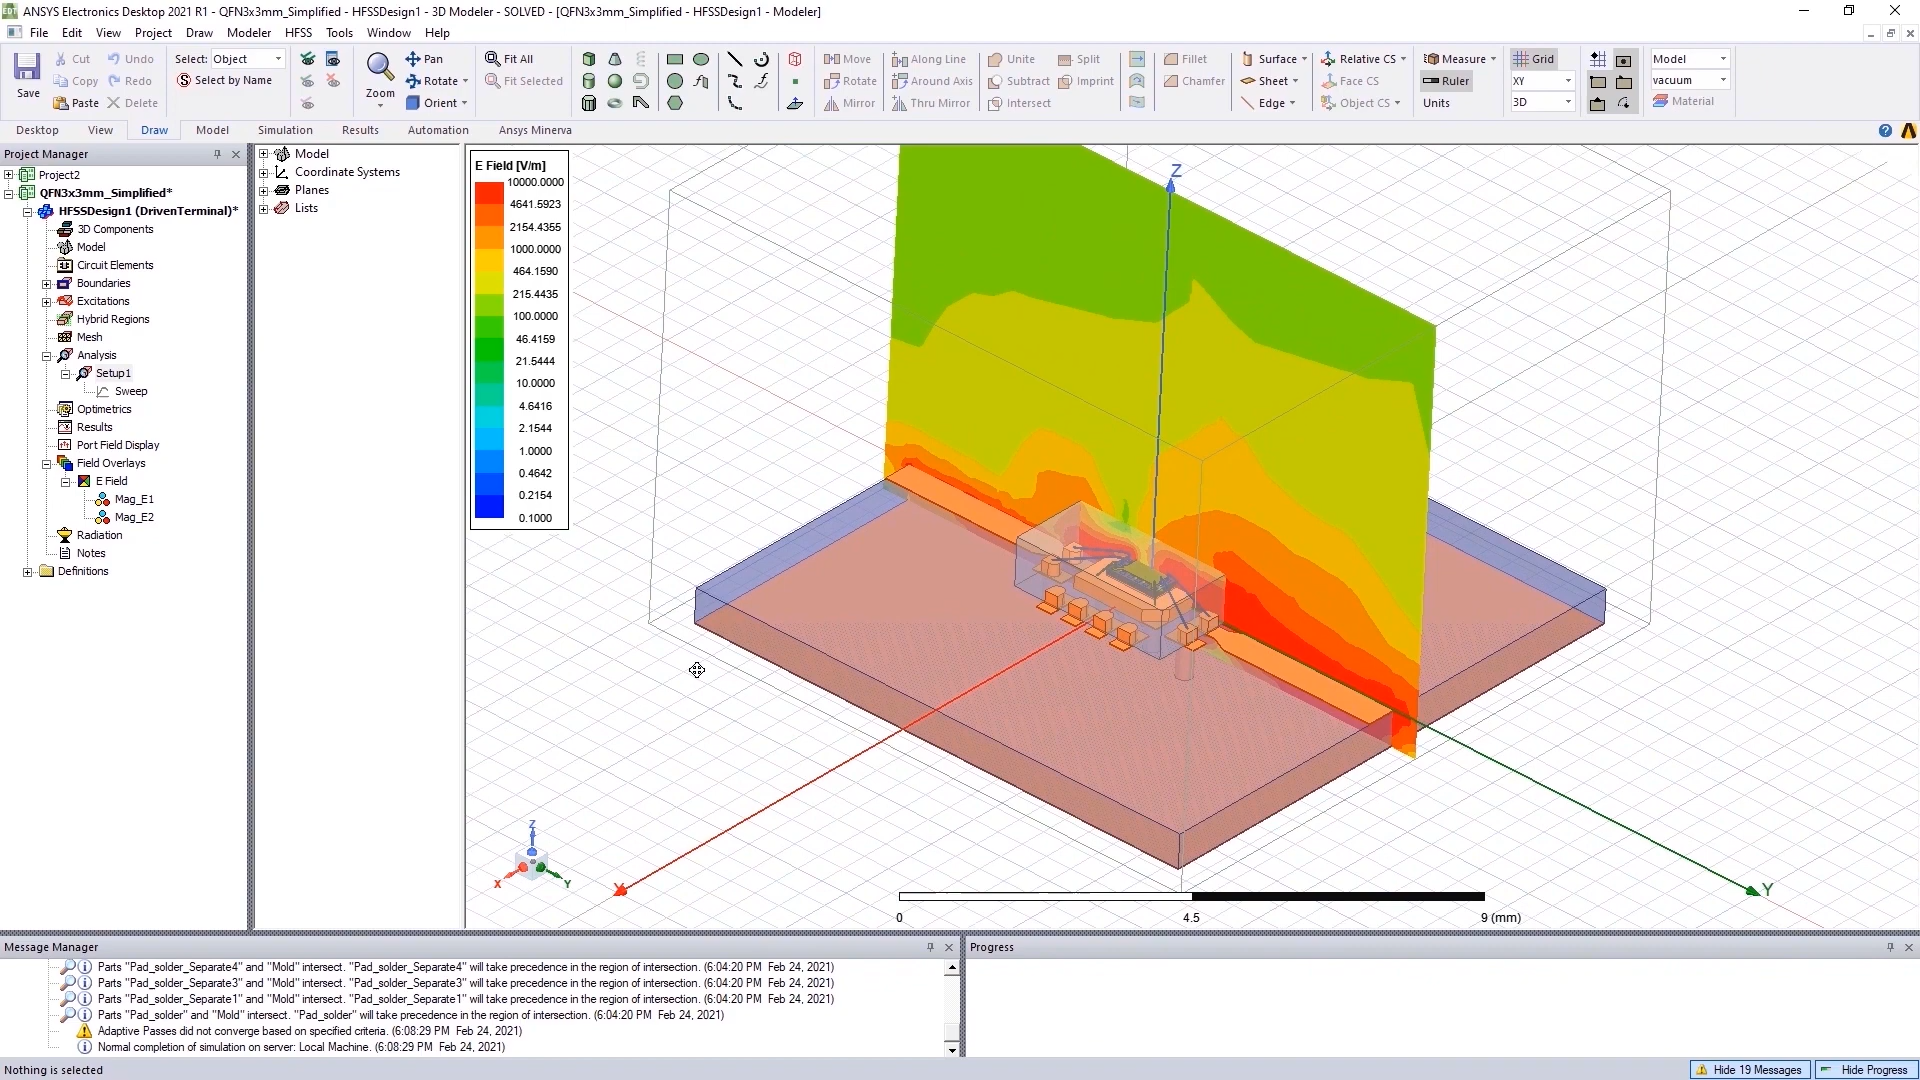 ANSYS Electronics Desktop 2021 R1 - QFN3x3mm_Simplified - HFSSDesign1 - 3D Modeler - SOLVED - [QFN3x3mm_Simplified - HFSSDesign1 - Modeler]
File Edit View Project Draw Modeler HFSS Tools Window Help
Save
Cut Undo
Copy Redo
Paste Delete
Select: Object
Select by Name
Zoom
Pan
Rotate
Orient
Fit All
Fit Selected
Move
Rotate
Mirror
Along Line
Around Axis
Thru Mirror
Unite Split
Subtract Imprint
Intersect
Fillet
Chamfer
Surface
Sheet
Edge
Relative CS
Face CS
Object CS
Measure
Ruler
Units
Grid
XY
3D
Model
vacuum
Material
Desktop View Draw Model Simulation Results Automation Ansys Minerva
Project Manager
Project2
QFN3x3mm_Simplified*
HFSSDesign1 (DrivenTerminal)*
3D Components
Model
Circuit Elements
Boundaries
Excitations
Hybrid Regions
Mesh
Analysis
Setup1
Sweep
Optimetrics
Results
Port Field Display
Field Overlays
E Field
Mag_E1
Mag_E2
Radiation
Notes
Definitions
Model
Coordinate Systems
Planes
Lists
E Field [V/m]
10000.0000
4641.5923
2154.4355
1000.0000
464.1590
215.4435
100.0000
46.4159
21.5444
10.0000
4.6416
2.1544
1.0000
0.4642
0.2154
0.1000
Z
X
Y
Z
X
Y
0 4.5 9 (mm)
Message Manager
Parts "Pad_solder_Separate4" and "Mold" intersect. "Pad_solder_Separate4" will take precedence in the region of intersection. (6:04:20 PM Feb 24, 2021)
Parts "Pad_solder_Separate3" and "Mold" intersect. "Pad_solder_Separate3" will take precedence in the region of intersection. (6:04:20 PM Feb 24, 2021)
Parts "Pad_solder_Separate1" and "Mold" intersect. "Pad_solder_Separate1" will take precedence in the region of intersection. (6:04:20 PM Feb 24, 2021)
Parts "Pad_solder" and "Mold" intersect. "Pad_solder" will take precedence in the region of intersection. (6:04:20 PM Feb 24, 2021)
Adaptive Passes did not converge based on specified criteria. (6:08:29 PM Feb 24, 2021)
Normal completion of simulation on server: Local Machine. (6:08:29 PM Feb 24, 2021)
Progress
Nothing is selected
Hide 19 Messages
Hide Progress